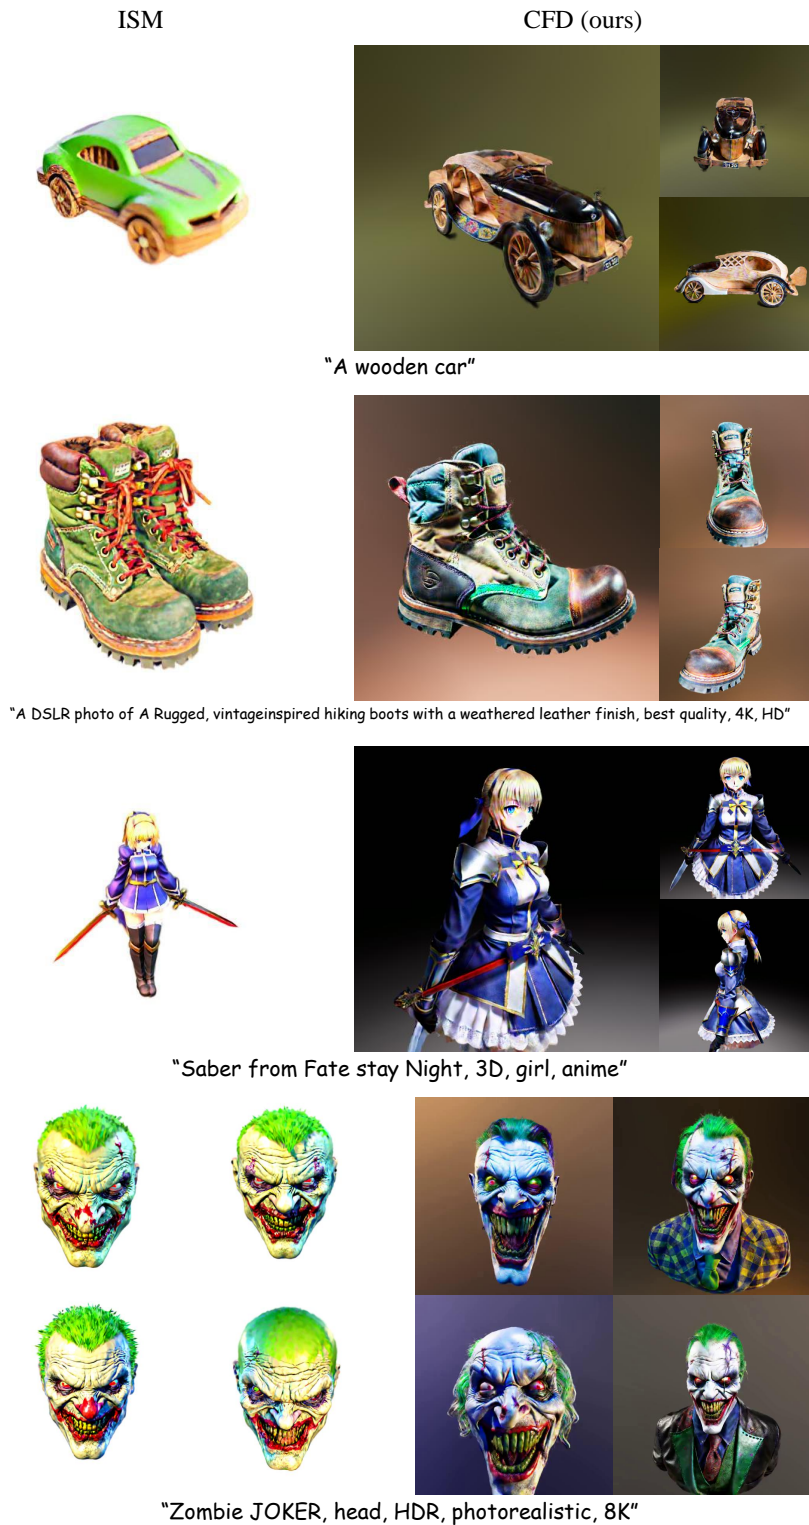 ISM
CFD (ours)
“A wooden car”
“A DSLR photo of A Rugged, vintageinspired hiking boots with a weathered leather finish, best quality, 4K, HD”
“Saber from Fate stay Night, 3D, girl, anime”
“Zombie JOKER, head, HDR, photorealistic, 8K”